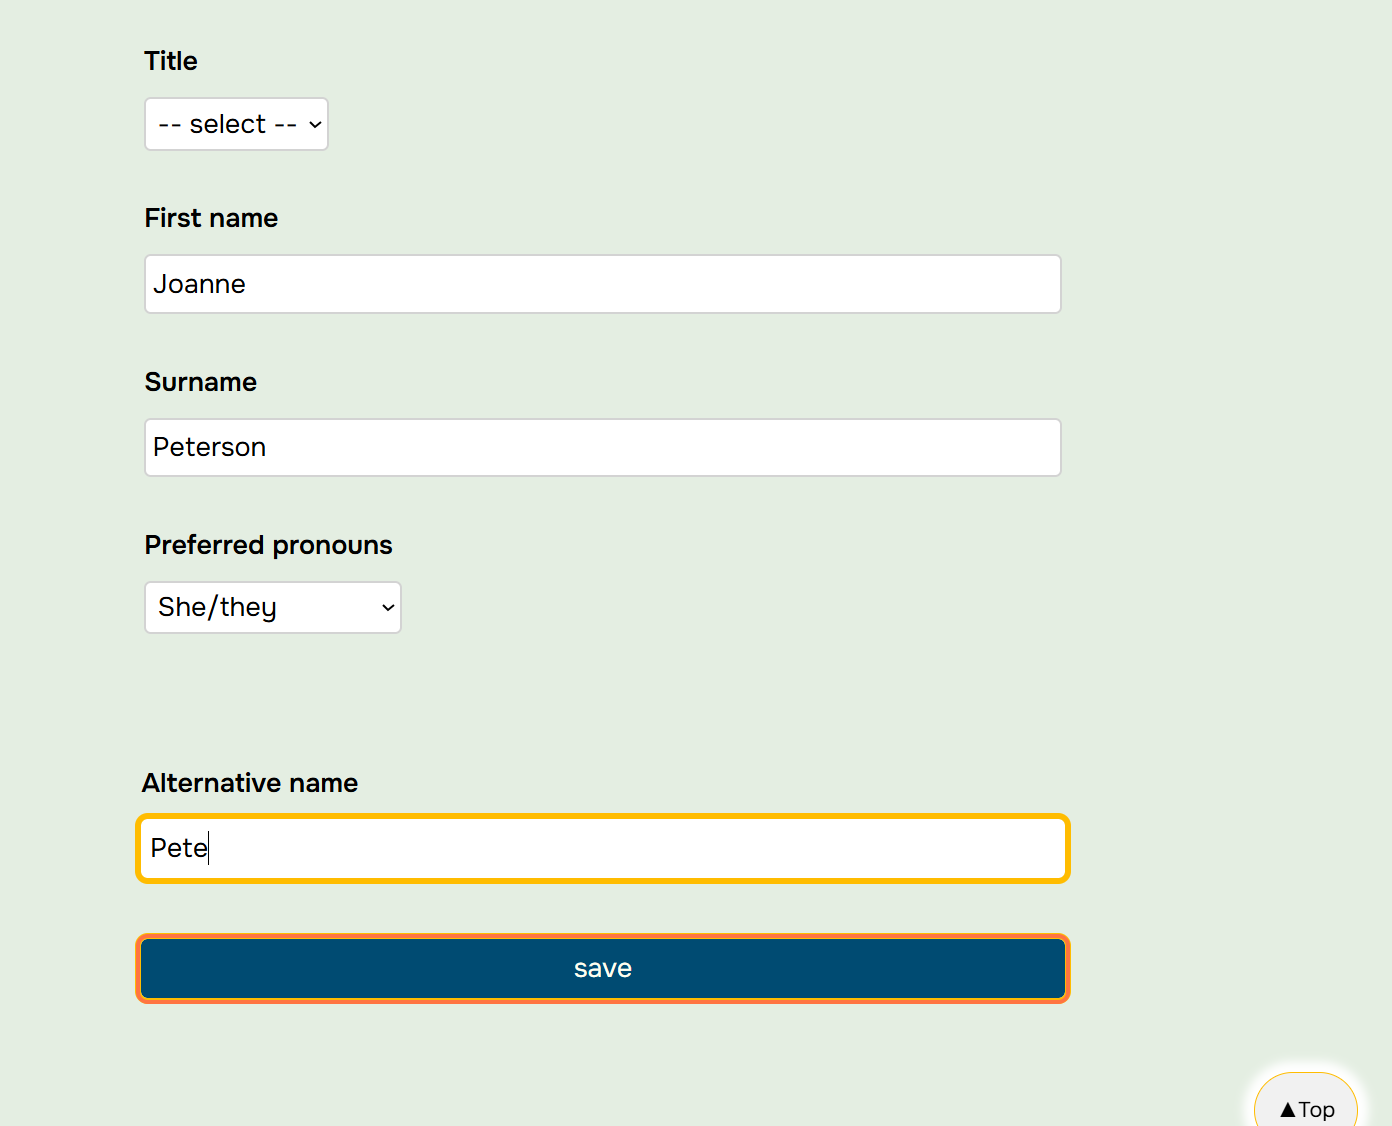 Title
-- select --
First name
Joanne
Surname
Peterson
Preferred pronouns
She/they
Alternative name
Pete
save
▲Top